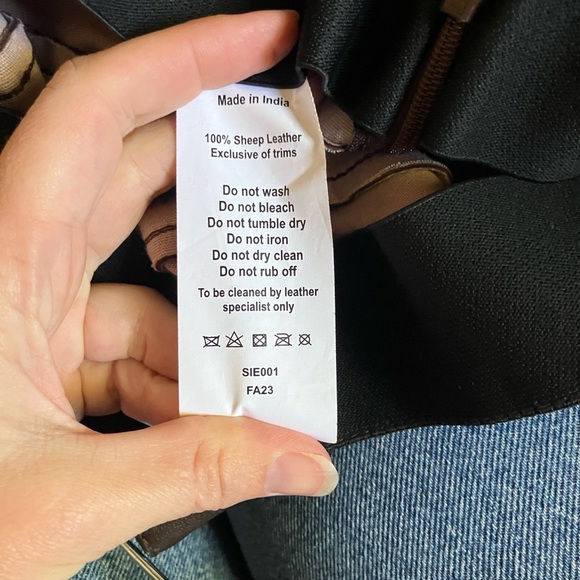 Made in India
100% Sheep Leather
Exclusive of trims
Do not wash
Do not bleach
Do not tumble dry
Do not iron
Do not dry clean
Do not rub off
To be cleaned by leather
specialist only
SIE001
FA23